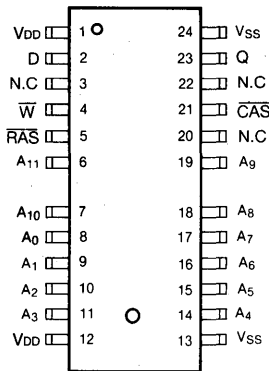 VDD 1 24 VSS
D 2 23 Q
N.C 3 22 N.C
W̅ 4 21 C̅A̅S̅
R̅A̅S̅ 5 20 N.C
A11 6 19 A9
A10 7 18 A8
A0 8 17 A7
A1 9 16 A6
A2 10 15 A5
A3 11 14 A4
VDD 12 13 VSS